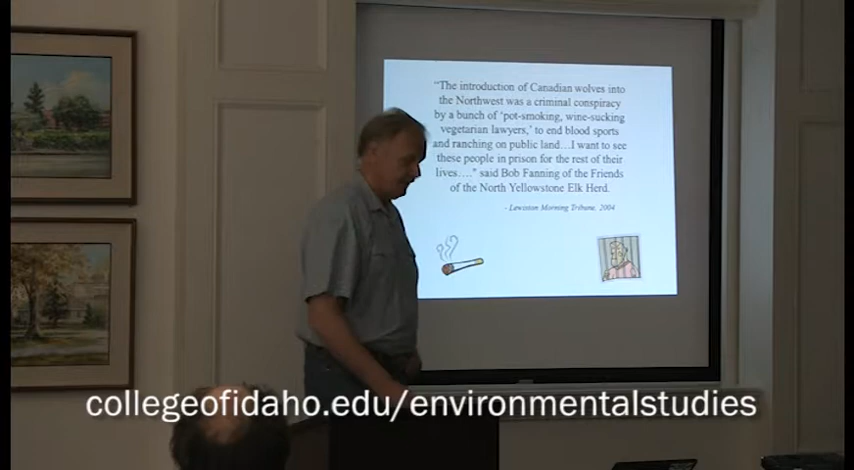 "The introduction of Canadian wolves into
the Northwest was a criminal conspiracy
by a bunch of 'pot-smoking, wine-sucking
vegetarian lawyers,' to end blood sports
and ranching on public land…I want to see
these people in prison for the rest of their
lives…." said Bob Fanning of the Friends
of the North Yellowstone Elk Herd.
- Lewiston Morning Tribune, 2004
collegeofidaho.edu/environmentalstudies